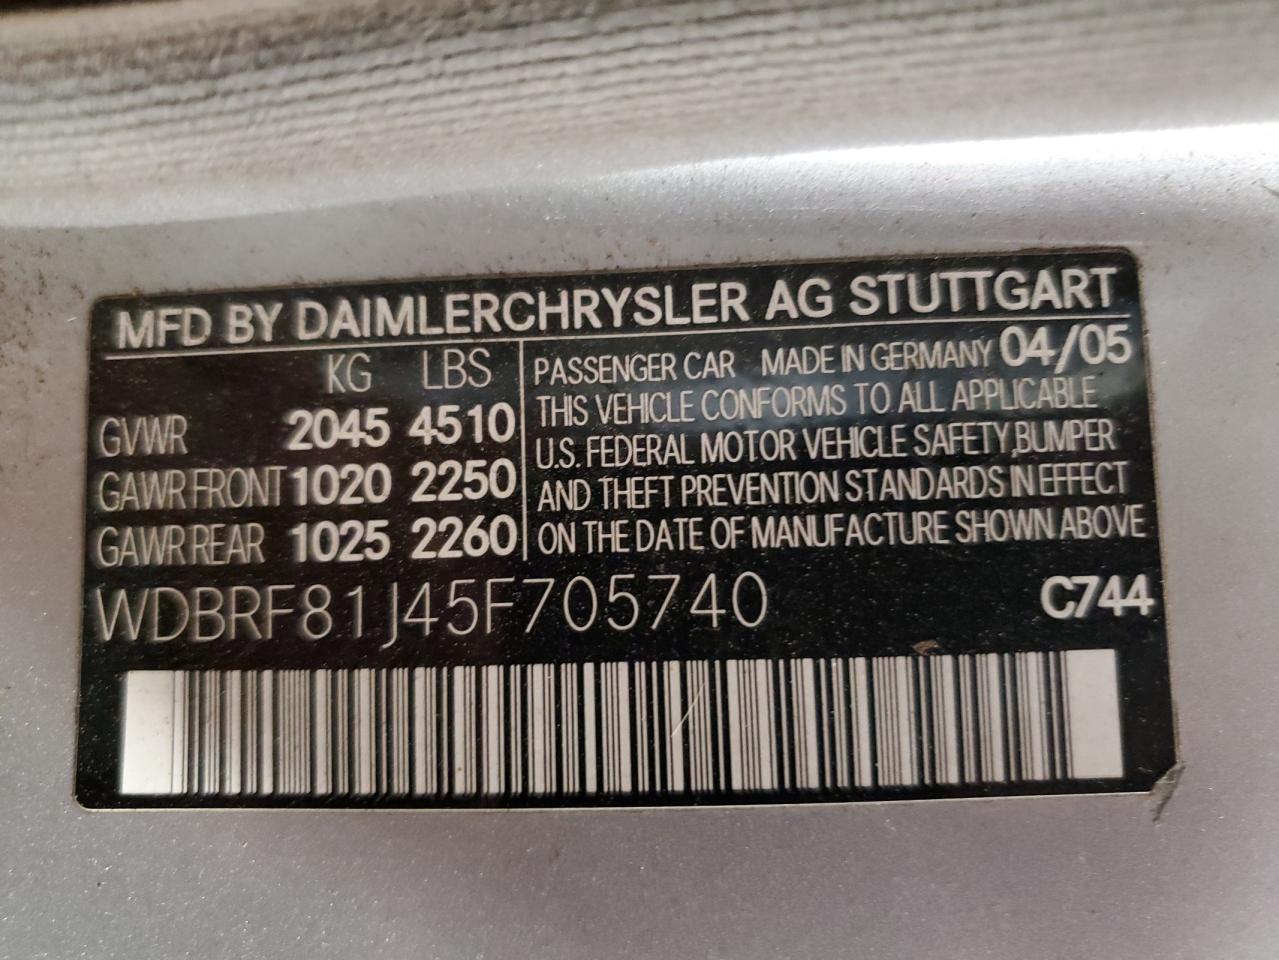 MFD BY DAIMLERCHRYSLER AG STUTTGART
KG LBS
GVWR 2045 4510
GAWR FRONT 1020 2250
GAWR REAR 1025 2260
PASSENGER CAR MADE IN GERMANY 04/05
THIS VEHICLE CONFORMS TO ALL APPLICABLE
U.S. FEDERAL MOTOR VEHICLE SAFETY,BUMPER
AND THEFT PREVENTION STANDARDS IN EFFECT
ON THE DATE OF MANUFACTURE SHOWN ABOVE
WDBRF81J45F705740 C744